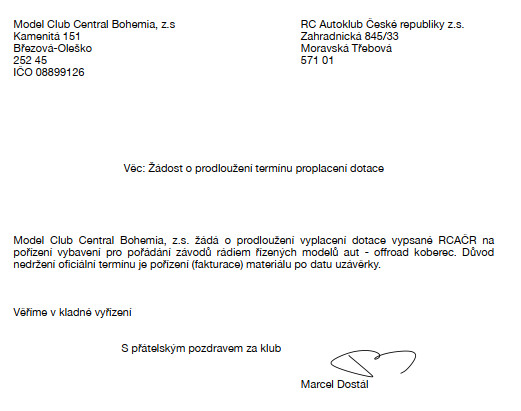 Model Club Central Bohemia, z.s
Kamenitá 151
Březová-Oleško
252 45
IČO 08899126
RC Autoklub České republiky z.s.
Zahradnická 845/33
Moravská Třebová
571 01
Věc: Žádost o prodloužení termínu proplacení dotace
Model Club Central Bohemia, z.s. žádá o prodloužení vyplacení dotace vypsané RCAČR na
pořízení vybavení pro pořádání závodů rádiem řízených modelů aut - offroad koberec. Důvod
nedržení oficiální termínu je pořízení (fakturace) materiálu po datu uzávěrky.
Věříme v kladné vyřízení
S přátelským pozdravem za klub
Marcel Dostál